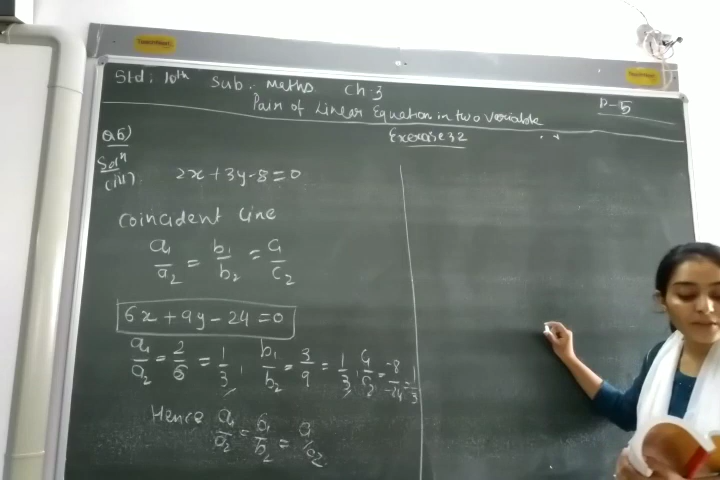 Std : 10th Sub : Maths Ch : 3
Pair of Linear Equation in two variable
P-5
Exercise 3.2
Q6)
Solⁿ
(iii) 2x + 3y - 8 = 0
Coincident line
a₁/a₂ = b₁/b₂ = c₁/c₂
6x + 9y - 24 = 0
a₁/a₂ = 2/6 = 1/3, b₁/b₂ = 3/9 = 1/3, c₁/c₂ = -8/-24 = 1/3
Hence a₁/a₂ = b₁/b₂ = c₁/c₂